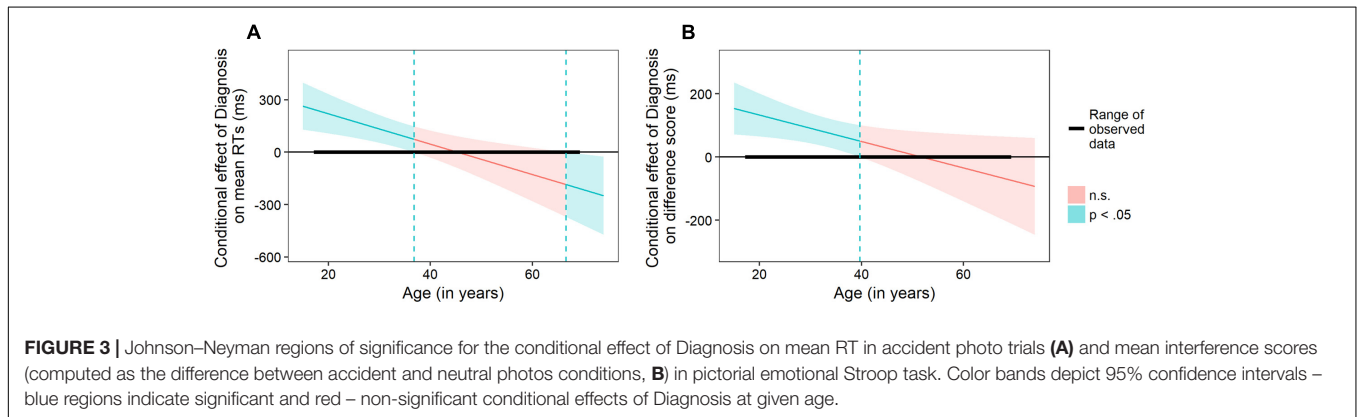 A
Conditional effect of Diagnosis
on mean RTs (ms)
300
0
-300
-600
20
40
60
Age (in years)
B
Conditional effect of Diagnosis
on difference score (ms)
200
0
-200
20
40
60
Age (in years)
Range of
observed
data
n.s.
p < .05
FIGURE 3 | Johnson–Neyman regions of significance for the conditional effect of Diagnosis on mean RT in accident photo trials (A) and mean interference scores
(computed as the difference between accident and neutral photos conditions, B) in pictorial emotional Stroop task. Color bands depict 95% confidence intervals –
blue regions indicate significant and red – non-significant conditional effects of Diagnosis at given age.